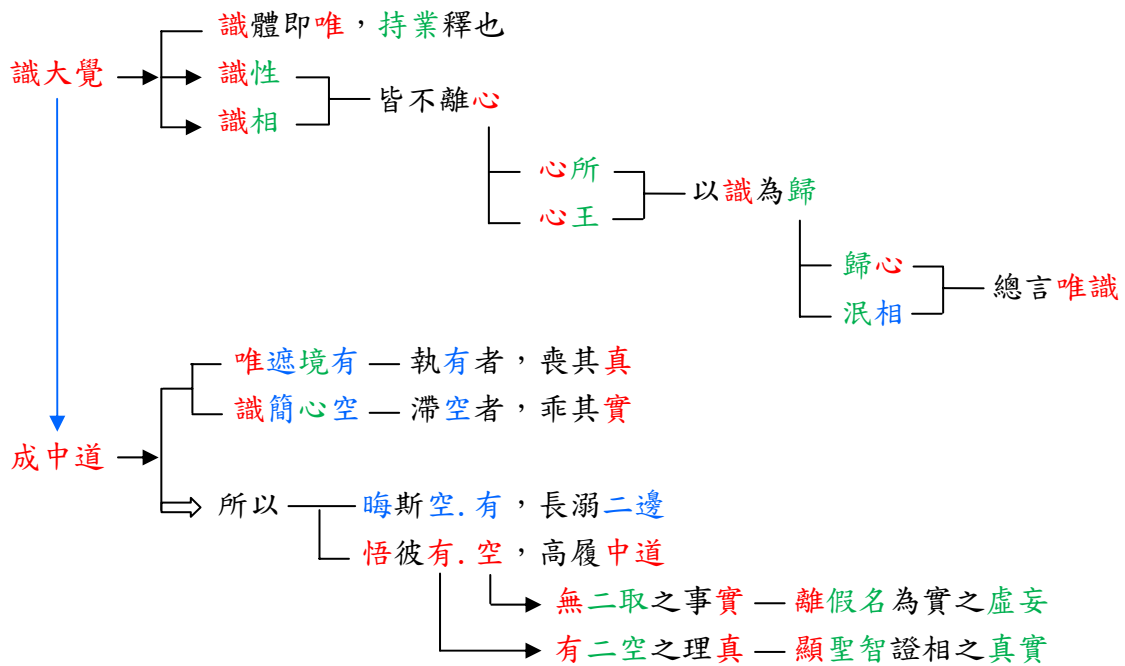 識體即唯，持業釋也
識大覺
識性
皆不離心
識相
心所
以識為歸
心王
歸心
總言唯識
泯相
唯遮境有 — 執有者，喪其真
識簡心空 — 滯空者，乖其實
成中道
所以
晦斯空.有，長溺二邊
悟彼有.空，高履中道
無二取之事實 — 離假名為實之虛妄
有二空之理真 — 顯聖智證相之真實